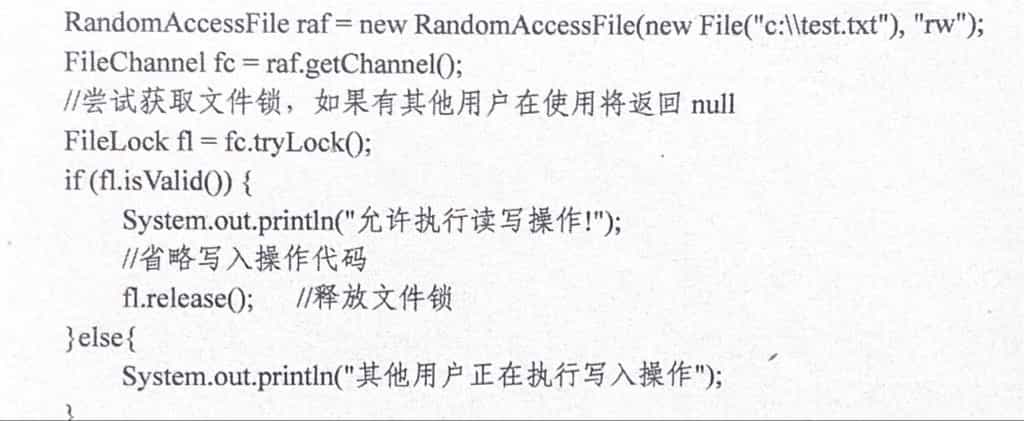 RandomAccessFile raf = new RandomAccessFile(new File("c:\\test.txt"), "rw");
FileChannel fc = raf.getChannel();
//尝试获取文件锁，如果有其他用户在使用将返回 null
FileLock fl = fc.tryLock();
if (fl.isValid()) {
System.out.println("允许执行读写操作!");
//省略写入操作代码
fl.release(); //释放文件锁
}else{
System.out.println("其他用户正在执行写入操作");
}